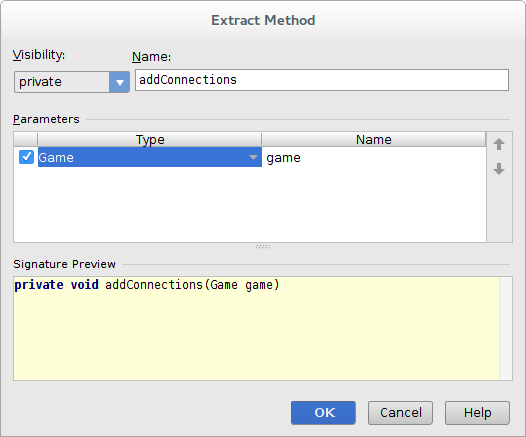 Extract Method
Visibility:
Name:
private
addConnections
Parameters
Type Name
Game game
Signature Preview
private void addConnections(Game game)
OK Cancel Help